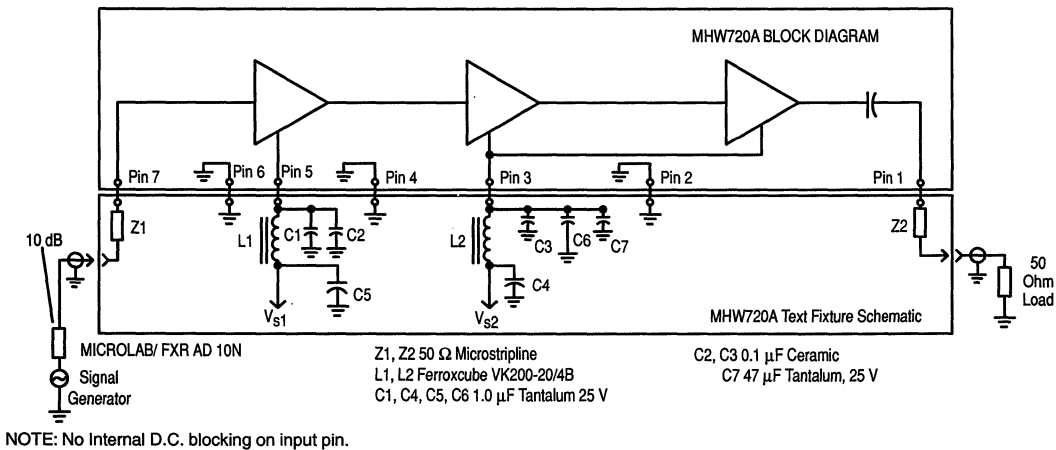 MHW720A BLOCK DIAGRAM
Pin 7
Pin 6
Pin 5
Pin 4
Pin 3
Pin 2
Pin 1
Z1
L1
C1
C2
L2
C3
C6
C7
Z2
10 dB
C5
C4
50
Ohm
Load
VS1
VS2
MHW720A Text Fixture Schematic
MICROLAB/ FXR AD 10N
Signal
Generator
Z1, Z2 50 Ω Microstripline
L1, L2 Ferroxcube VK200-20/4B
C1, C4, C5, C6 1.0 μF Tantalum 25 V
C2, C3 0.1 μF Ceramic
C7 47 μF Tantalum, 25 V
NOTE: No Internal D.C. blocking on input pin.